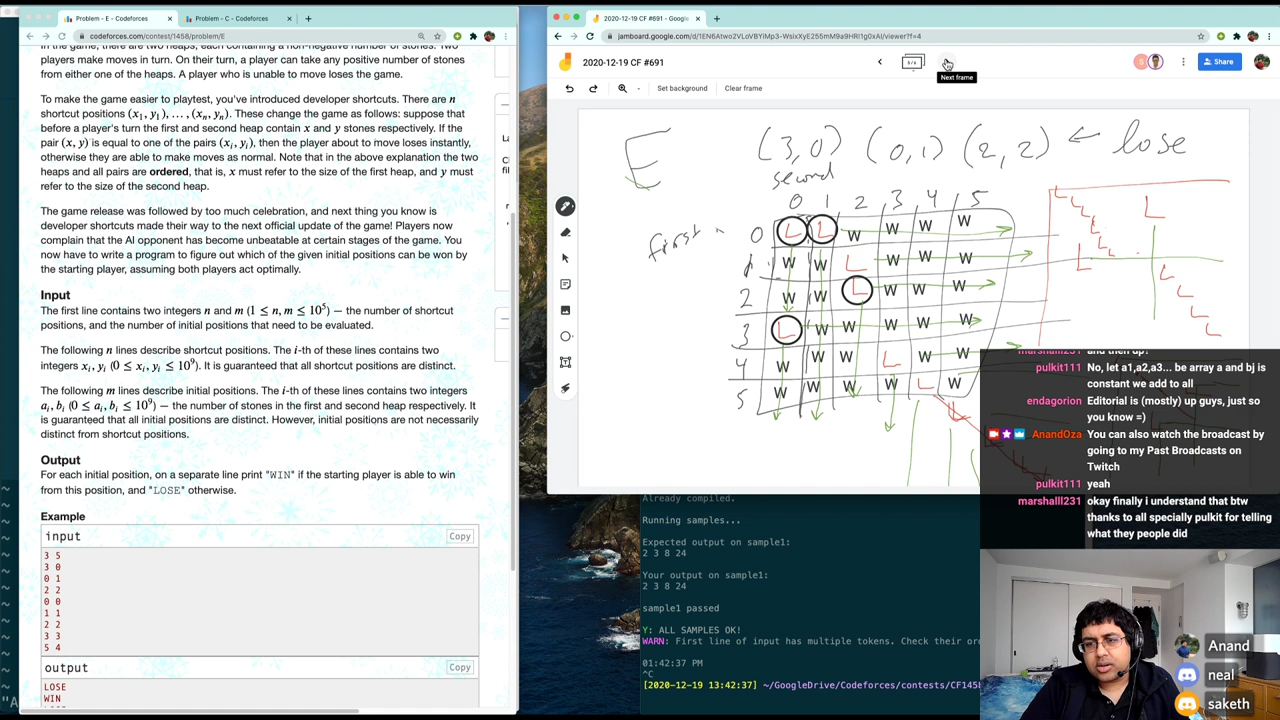 Problem - E - Codeforces
Problem - C - Codeforces
codeforces.com/contest/1458/problem/E
In the game, there are two heaps, each containing a non-negative number of stones. Two
players make moves in turn. On their turn, a player can take any positive number of stones
from either one of the heaps. A player who is unable to move loses the game.
To make the game easier to playtest, you've introduced developer shortcuts. There are n
shortcut positions (x1, y1), …, (xn, yn). These change the game as follows: suppose that
before a player's turn the first and second heap contain x and y stones respectively. If the
pair (x, y) is equal to one of the pairs (xi, yi), then the player about to move loses instantly,
otherwise they are able to make moves as normal. Note that in the above explanation the two
heaps and all pairs are ordered, that is, x must refer to the size of the first heap, and y must
refer to the size of the second heap.
The game release was followed by too much celebration, and next thing you know is
developer shortcuts made their way to the next official update of the game! Players now
complain that the AI opponent has become unbeatable at certain stages of the game. You
now have to write a program to figure out which of the given initial positions can be won by
the starting player, assuming both players act optimally.
Input
The first line contains two integers n and m (1 ≤ n, m ≤ 10^5) — the number of shortcut
positions, and the number of initial positions that need to be evaluated.
The following n lines describe shortcut positions. The i-th of these lines contains two
integers xi, yi (0 ≤ xi, yi ≤ 10^9). It is guaranteed that all shortcut positions are distinct.
The following m lines describe initial positions. The i-th of these lines contains two integers
ai, bi (0 ≤ ai, bi ≤ 10^9) — the number of stones in the first and second heap respectively. It
is guaranteed that all initial positions are distinct. However, initial positions are not necessarily
distinct from shortcut positions.
Output
For each initial position, on a separate line print "WIN" if the starting player is able to win
from this position, and "LOSE" otherwise.
Example
input
Copy
3 5
3 0
0 1
2 2
0 0
1 1
2 2
3 3
5 4
output
Copy
LOSE
WIN
2020-12-19 CF #691 - Google
2020-12-19 CF #691
Next frame
Share
Set background
Clear frame
E (3,0) (0,1) (2,2) ← lose
second
0 1 2 3 4 5
first
0 L L W W W W
1 W W L W W W
2 W W L W W W
3 L W W W W W
4 W W W L W W
5 W W W W L W
L
L
L
L
L
L
L
L
L
L
and then up?
pulkit111 No, let a1,a2,a3... be array a and bj is
constant we add to all
endagorion Editorial is (mostly) up guys, just so
you know =)
AnandOza You can also watch the broadcast by
going to my Past Broadcasts on
Twitch
pulkit111 yeah
marshall231 okay finally i understand that btw
thanks to all specially pulkit for telling
what they people did
Already compiled.
Running samples...
Expected output on sample1:
2 3 8 24
Your output on sample1:
2 3 8 24
sample1 passed
Y: ALL SAMPLES OK!
WARN: First line of input has multiple tokens. Check their
01:42:37 PM
^C
[2020-12-19 13:42:37] ~/GoogleDrive/Codeforces/contests/CF145
Anand
neal
saketh